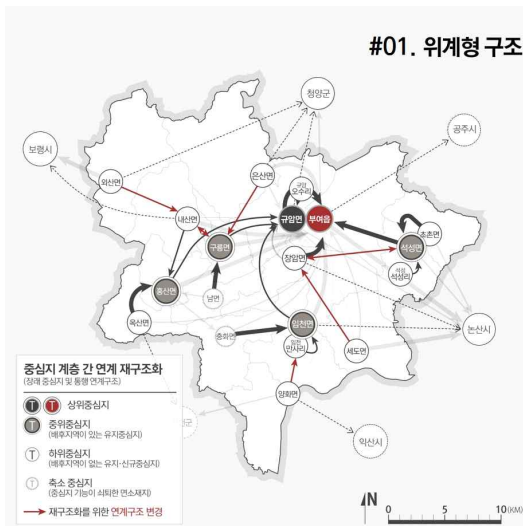 #01. 위계형 구조
청양군
공주시
보령시
은산면
외산면
규암
오수리
내산면
규암면
부여읍
초촌면
구룡면
석성면
장암면
석성
석성리
홍산면
남면
옥산면
임천면
논산시
충화면
임천
만사리
세도면
양화면
익산시
중심지 계층 간 연계 재구조화
(장래 중심지 및 통행 연계구조)
T T 상위중심지
T 중위중심지
(배후지역이 있는 유지중심지)
T 하위중심지
(배후지역이 없는 유지·신규중심지)
T 축소 중심지
(중심지 기능이 쇠퇴한 면소재지)
재구조화를 위한 연계구조 변경
N
0 5 10(KM)